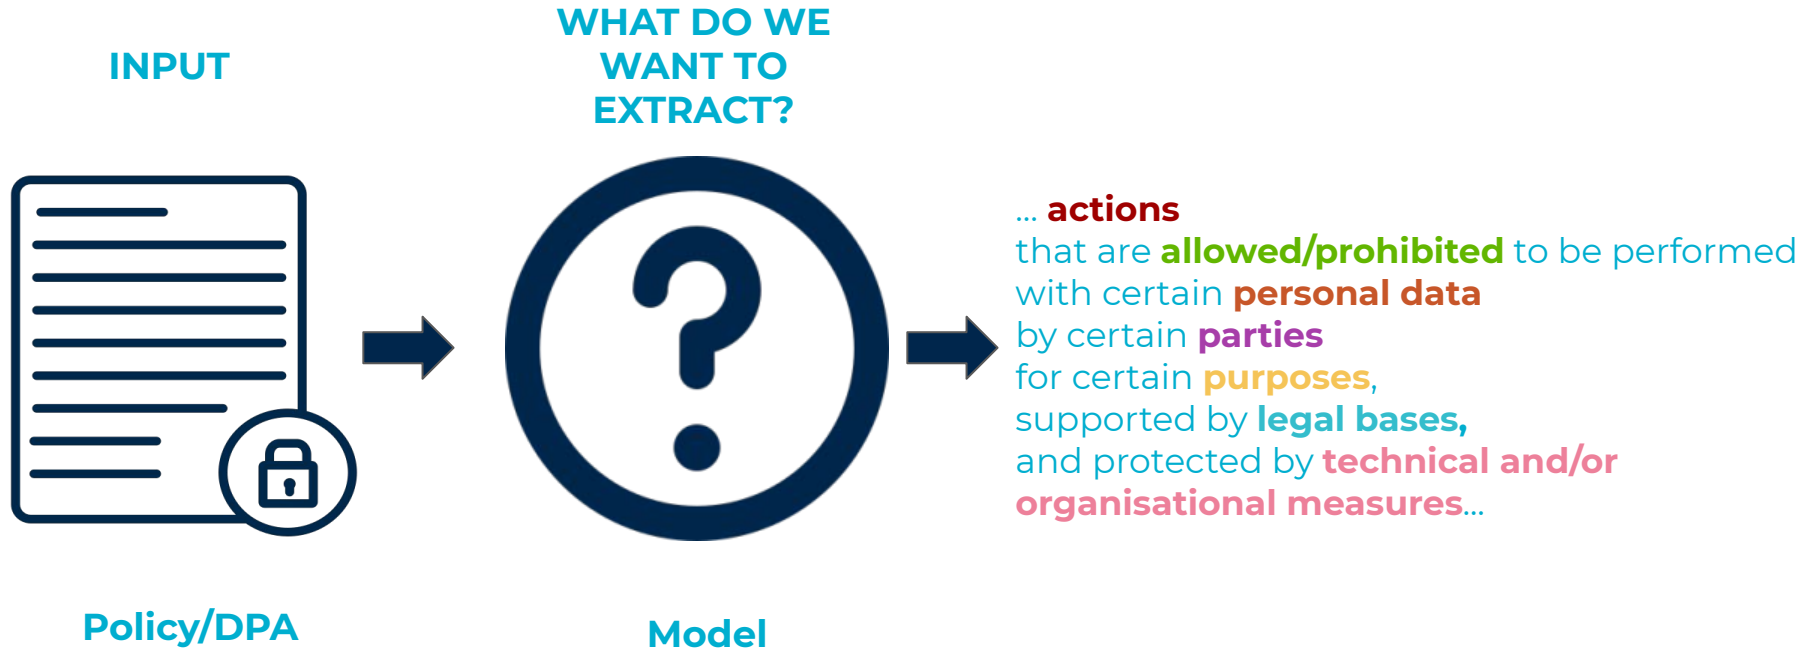 INPUT
WHAT DO WE
WANT TO
EXTRACT?
... actions
that are allowed/prohibited to be performed
with certain personal data
by certain parties
for certain purposes,
supported by legal bases,
and protected by technical and/or
organisational measures...
Policy/DPA
Model